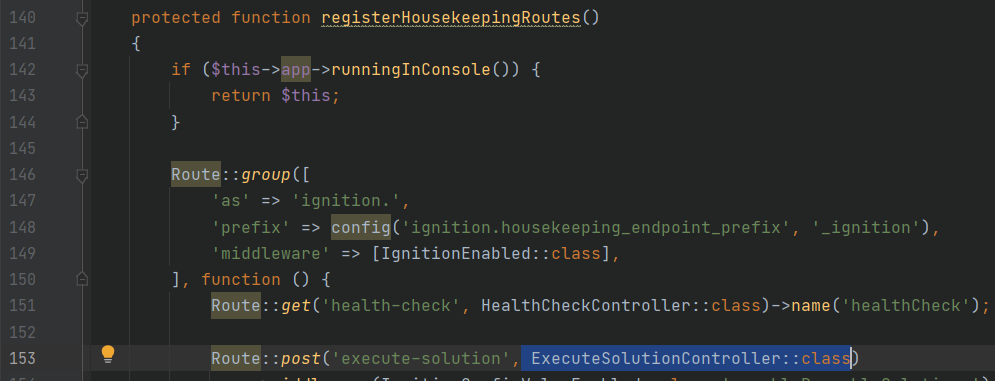 140 protected function registerHousekeepingRoutes()
141 {
142 if ($this->app->runningInConsole()) {
143 return $this;
144 }
145
146 Route::group([
147 'as' => 'ignition.',
148 'prefix' => config('ignition.housekeeping_endpoint_prefix', '_ignition'),
149 'middleware' => [IgnitionEnabled::class],
150 ], function () {
151 Route::get('health-check', HealthCheckController::class)->name('healthCheck');
152
153 Route::post('execute-solution', ExecuteSolutionController::class)